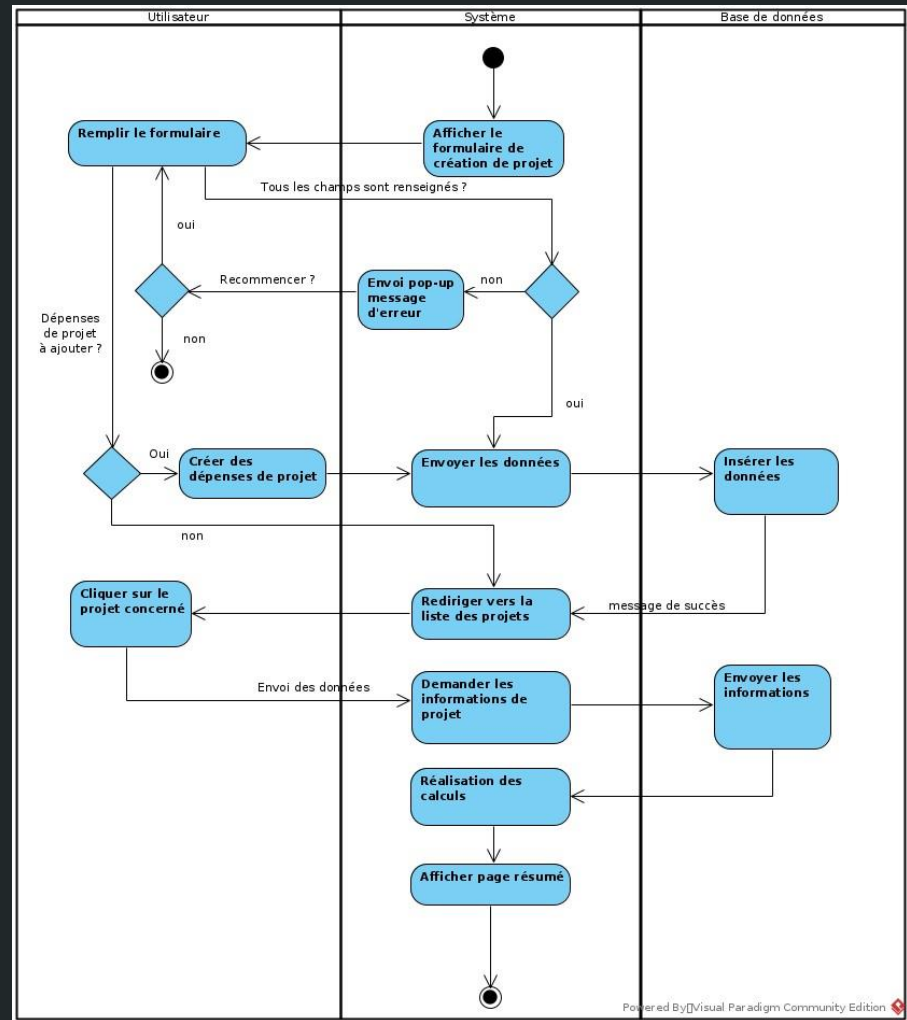 Utilisateur
Système
Base de données
Remplir le formulaire
Afficher le
formulaire de
création de projet
Tous les champs sont renseignés ?
oui
Recommencer ?
Envoi pop-up
message
d'erreur
non
Dépenses
de projet
à ajouter ?
non
oui
Oui
Créer des
dépenses de projet
Envoyer les données
Insérer les
données
non
Cliquer sur le
projet concerné
Rediriger vers la
liste des projets
message de succès
Envoi des données
Demander les
informations de
projet
Envoyer les
informations
Réalisation des
calculs
Afficher page résumé
Powered By Visual Paradigm Community Edition